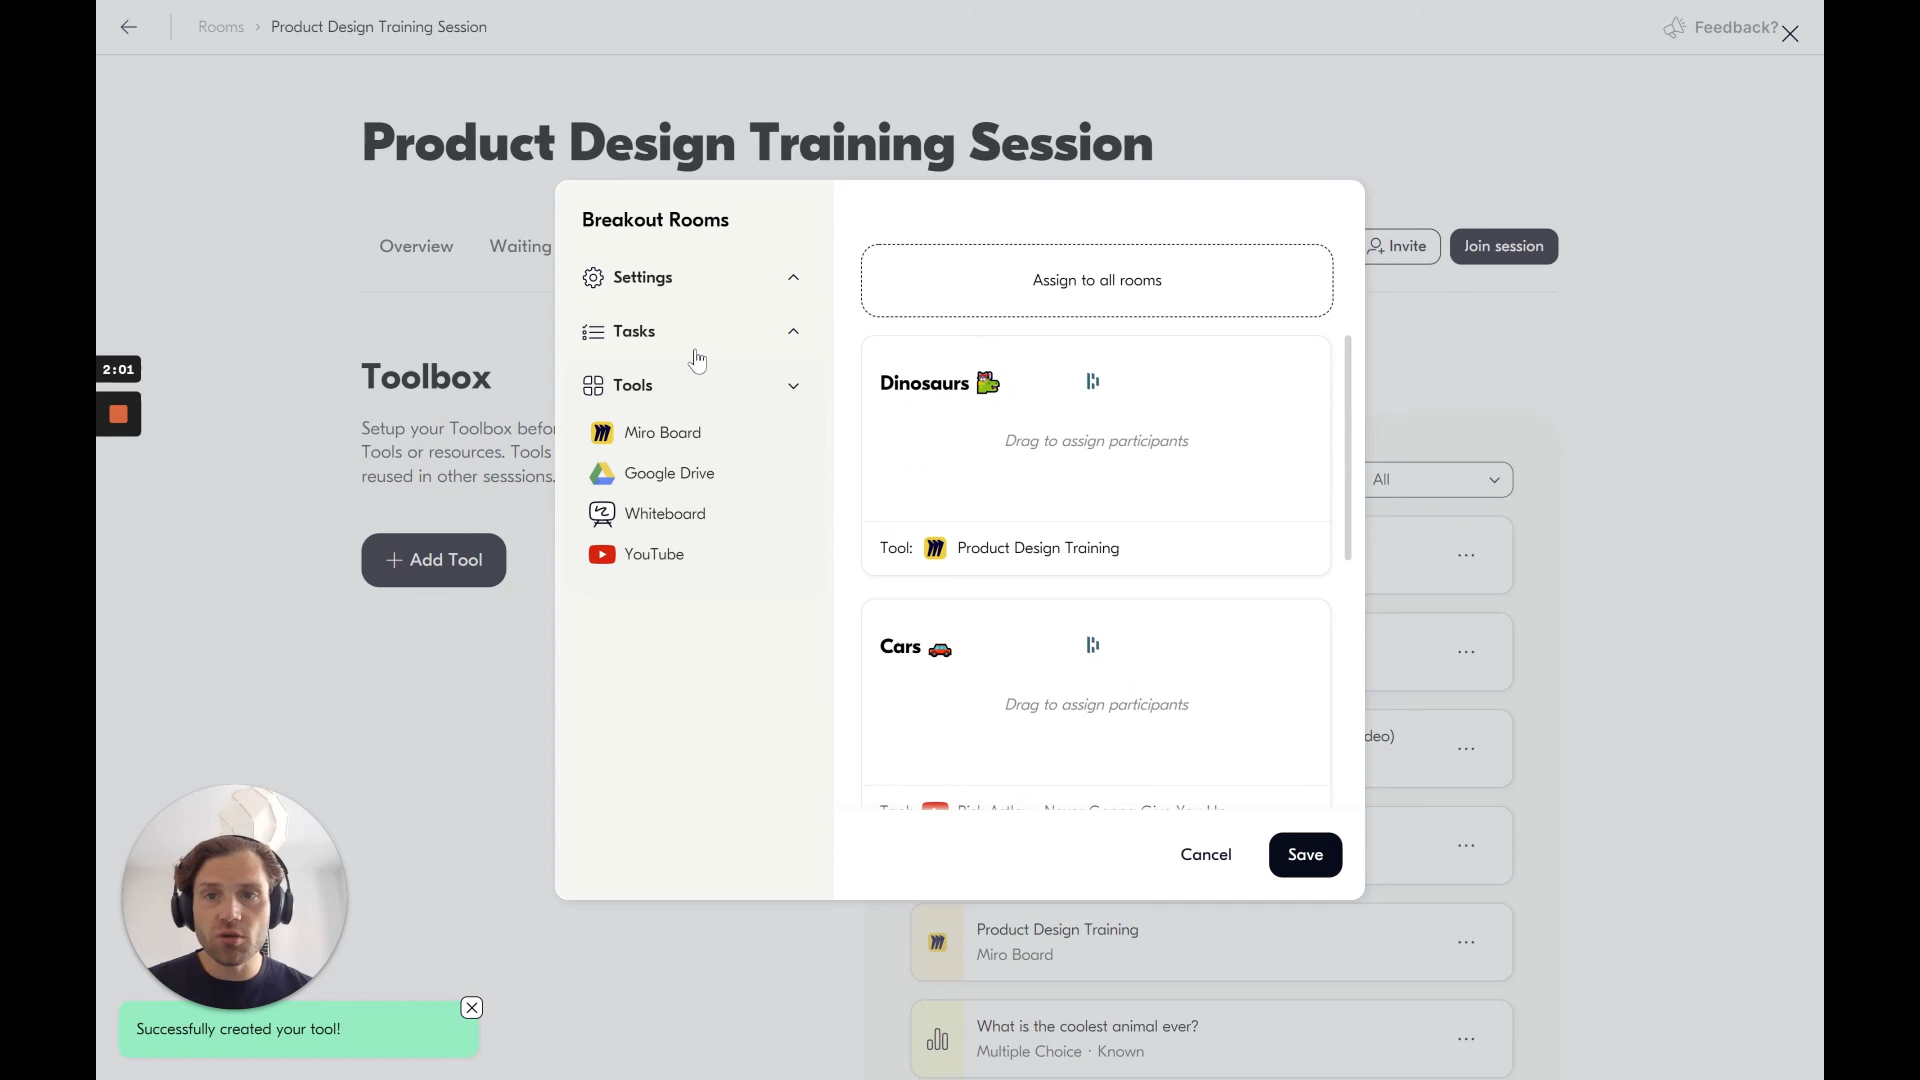 Rooms › Product Design Training Session
Feedback?
Product Design Training Session
Overview
Waiting
Invite
Join session
Breakout Rooms
Settings
Tasks
Tools
Miro Board
Google Drive
Whiteboard
YouTube
Assign to all rooms
Dinosaurs
Drag to assign participants
Tool: Product Design Training
Cars
Drag to assign participants
Cancel
Save
2:01
Toolbox
Setup your Toolbox
Tools or resources. Tools
reused in other sesssions.
+ Add Tool
All
Product Design Training
Miro Board
What is the coolest animal ever?
Multiple Choice · Known
Successfully created your tool!